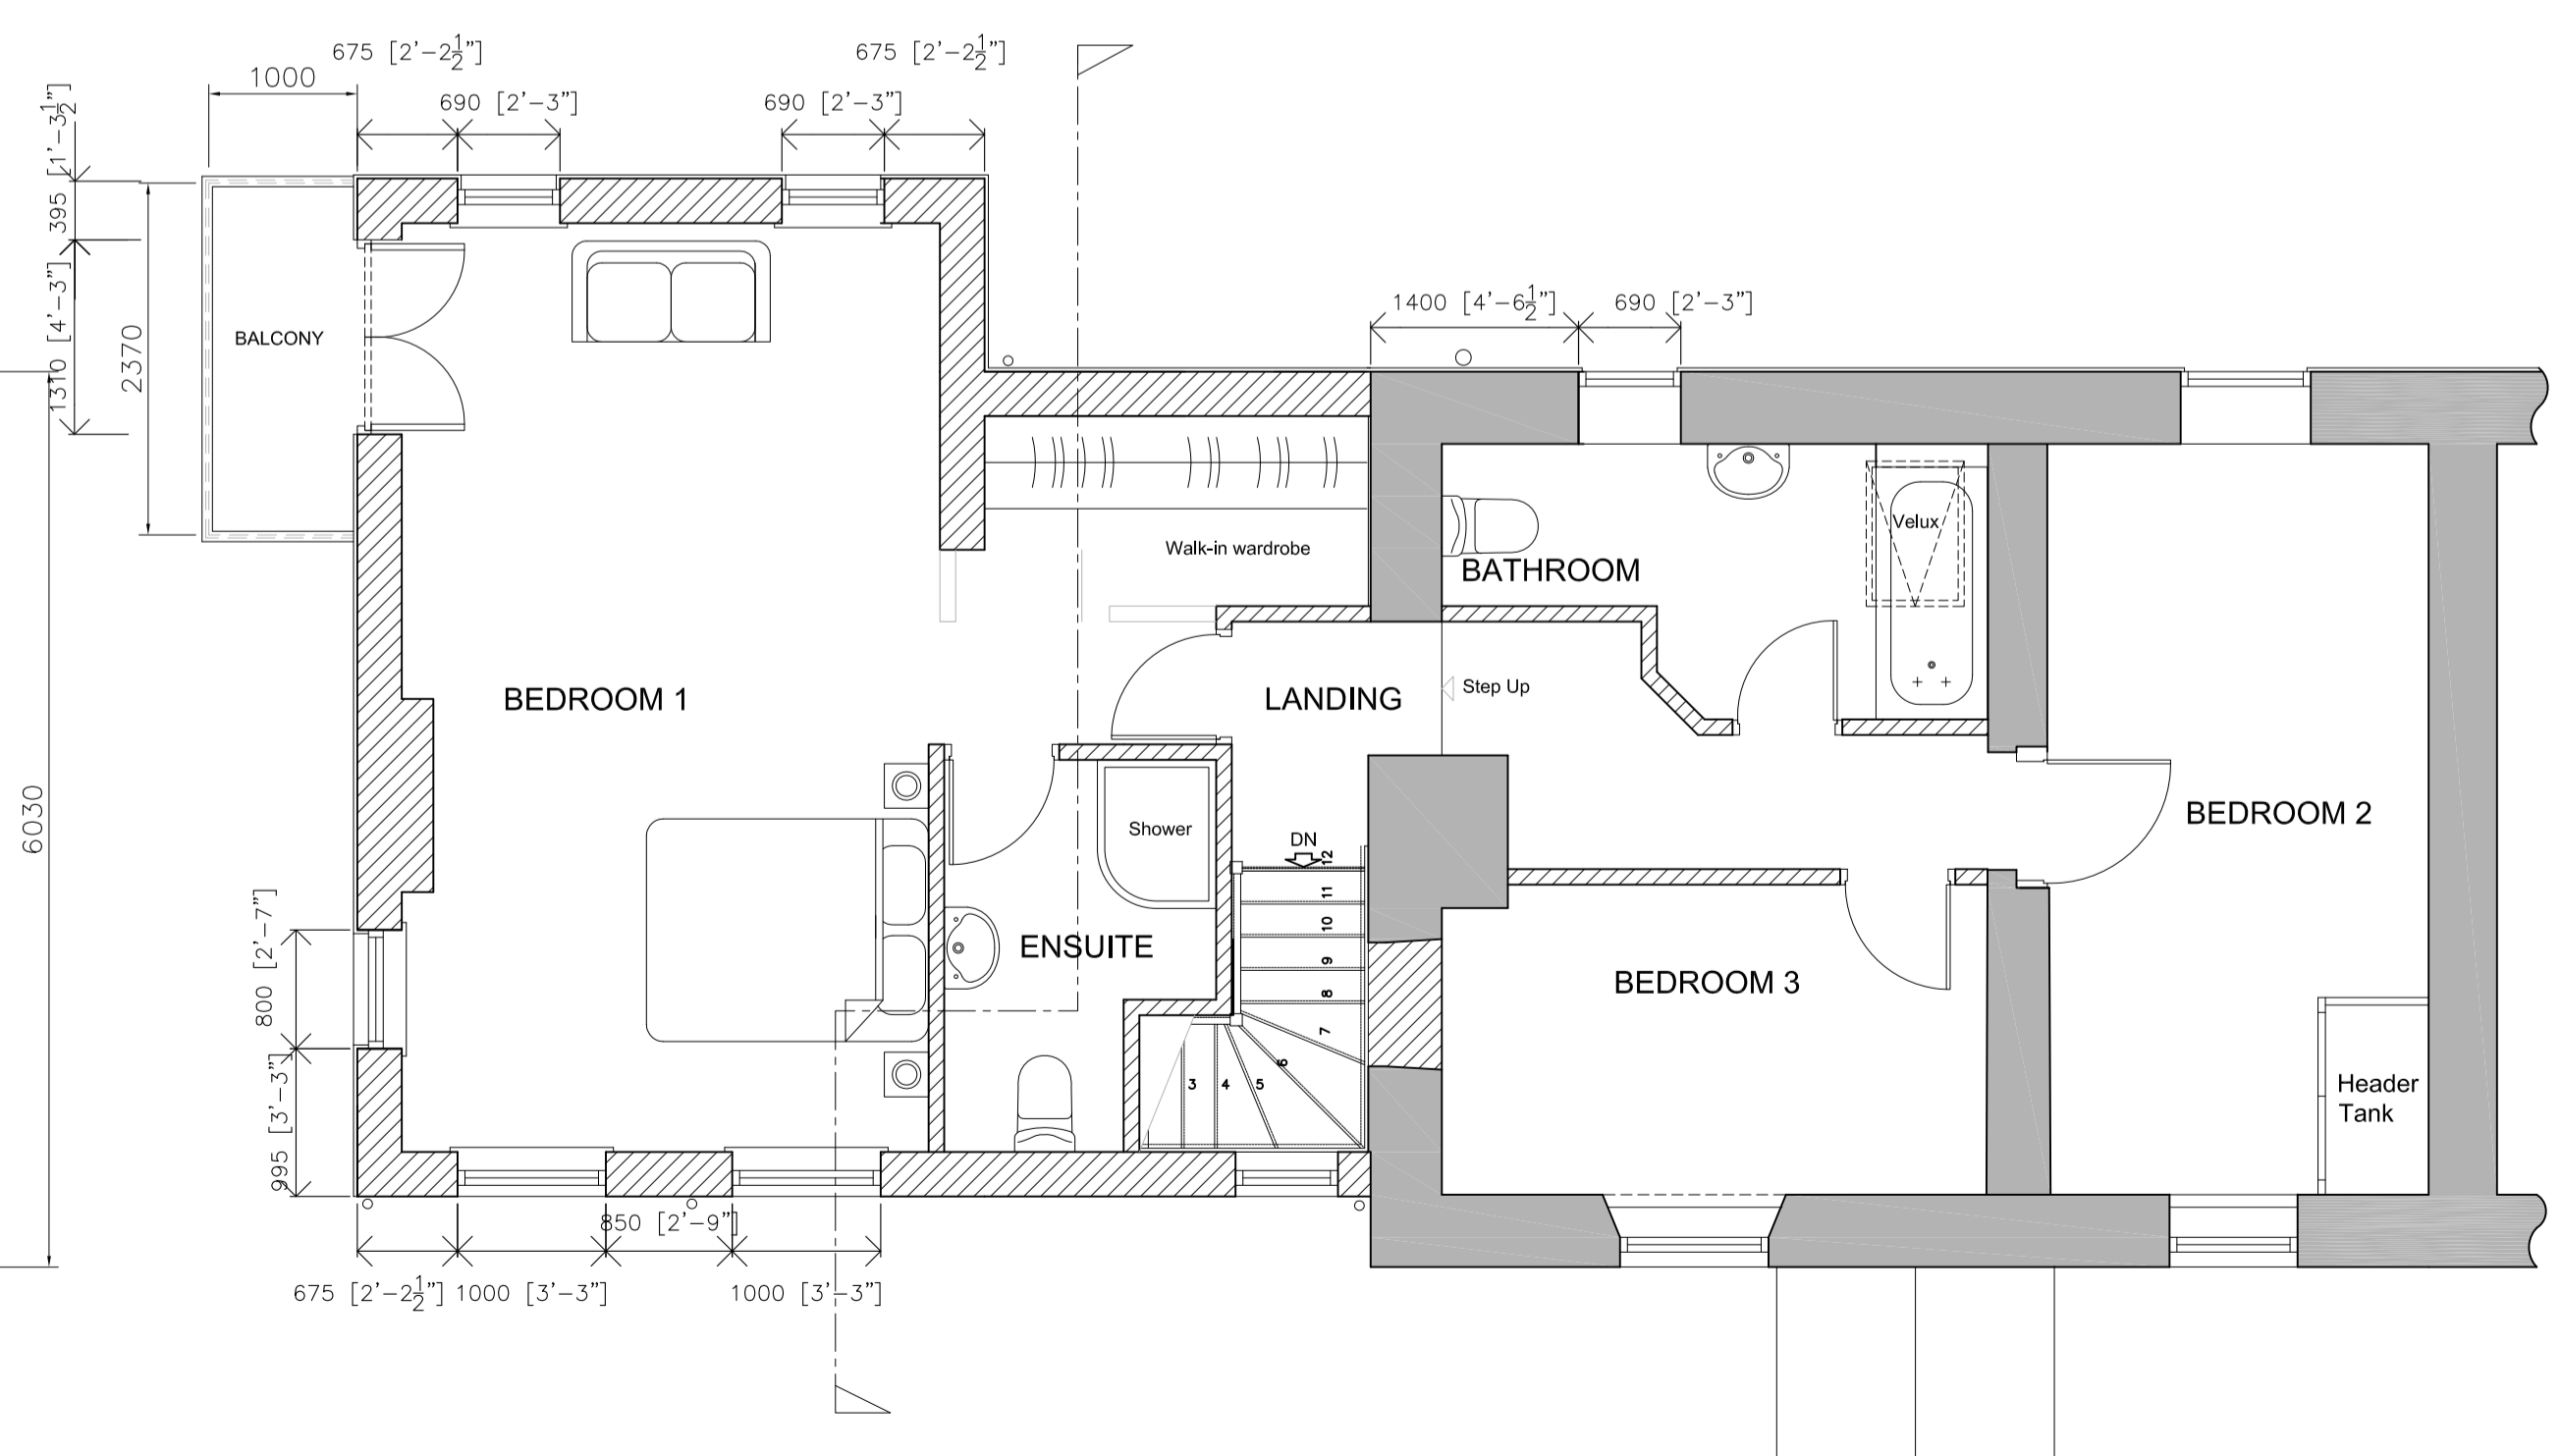 675 [2'-2½"]
675 [2'-2½"]
1000
690 [2'-3"]
690 [2'-3"]
395 [1'-3½"]
1310 [4'-3"]
2370
BALCONY
1400 [4'-6½"]
690 [2'-3"]
Walk-in wardrobe
Velux
BATHROOM
BEDROOM 1
LANDING
Step Up
6030
Shower
DN
BEDROOM 2
12
11
10
9
8
7
6
5
4
3
ENSUITE
BEDROOM 3
800 [2'-7"]
995 [3'-3"]
Header
Tank
850 [2'-9"]
675 [2'-2½"]
1000 [3'-3"]
1000 [3'-3"]